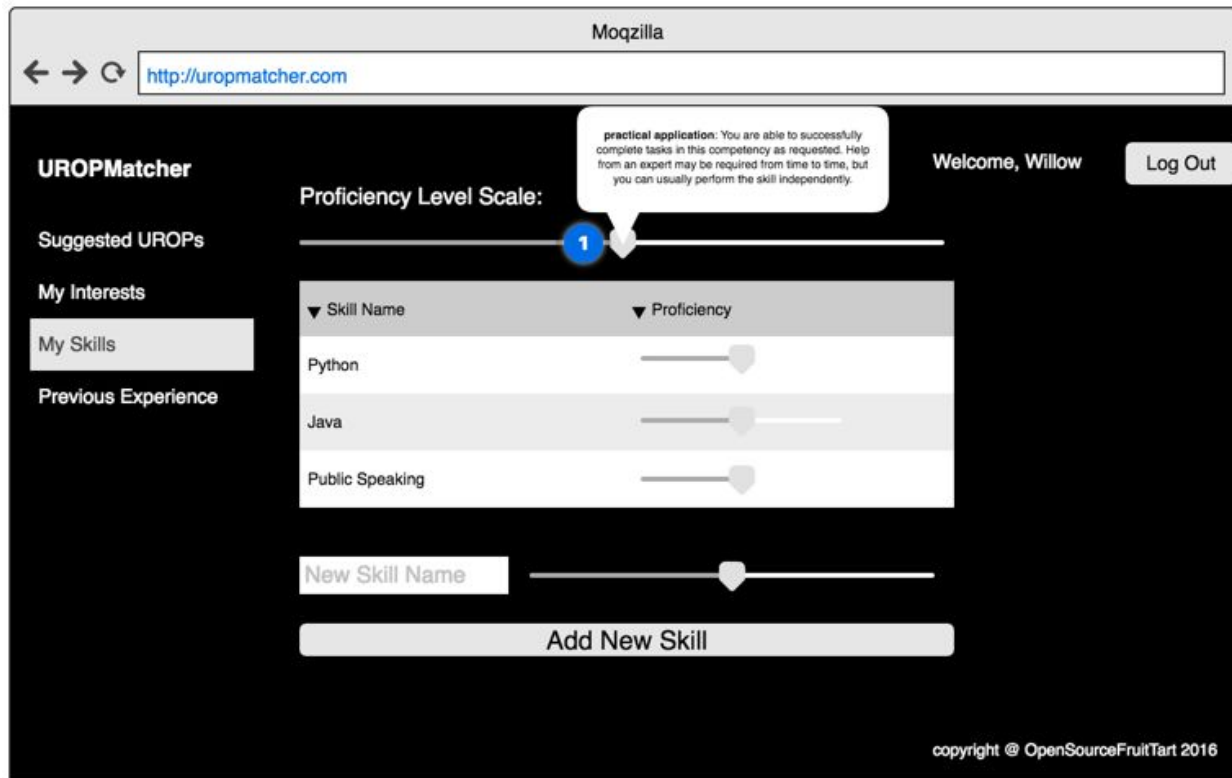 Moqzilla
http://uropmatcher.com
practical application: You are able to successfully
complete tasks in this competency as requested. Help
from an expert may be required from time to time, but
you can usually perform the skill independently.
UROPMatcher
Welcome, Willow
Log Out
Proficiency Level Scale:
1
Suggested UROPs
My Interests
My Skills
Previous Experience
Skill Name
Proficiency
Python
Java
Public Speaking
New Skill Name
Add New Skill
copyright @ OpenSourceFruitTart 2016